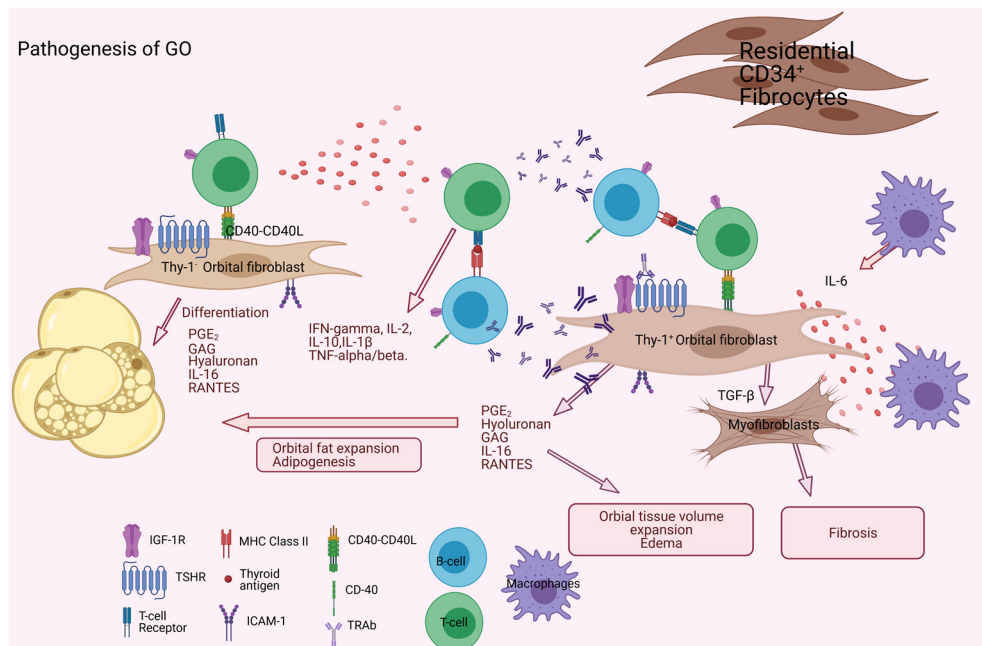 Pathogenesis of GO
Residential
CD34⁺
Fibrocytes
CD40-CD40L
Thy-1⁻ Orbital fibroblast
Differentiation
PGE₂
GAG
Hyaluronan
IL-16
RANTES
IFN-gamma, IL-2,
IL-10,IL-1β
TNF-alpha/beta.
IL-6
Thy-1⁺Orbital fibroblast
TGF-β
Myofibroblasts
PGE₂
Hyoluronan
GAG
IL-16
RANTES
Orbital fat expansion
Adipogenesis
Orbial tissue volume
expansion
Edema
Fibrosis
IGF-1R
MHC Class II
CD40-CD40L
B-cell
Macrophages
TSHR
Thyroid
antigen
CD-40
T-cell
Receptor
ICAM-1
TRAb
T-cell